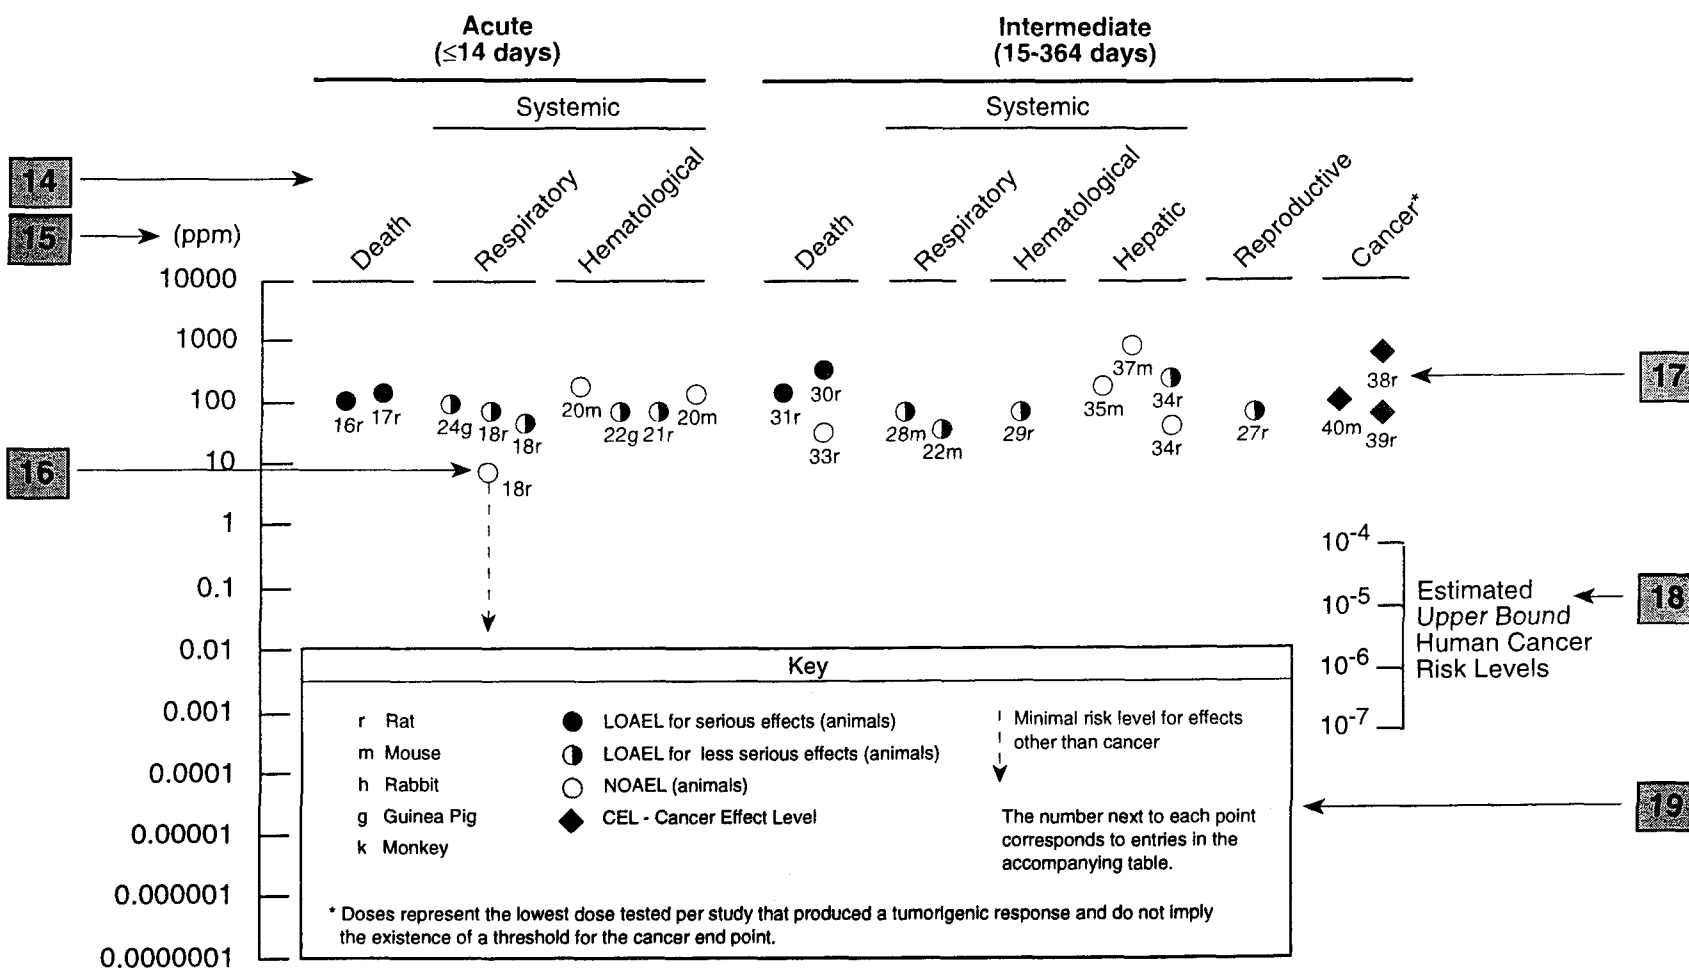 Acute
(≤14 days)
Intermediate
(15-364 days)
Systemic
Systemic
14
15
(ppm)
Death
Respiratory
Hematological
Death
Respiratory
Hematological
Hepatic
Reproductive
Cancer*
10000
1000
100
10
1
0.1
0.01
0.001
0.0001
0.00001
0.000001
0.0000001
16r
17r
24g
18r
18r
18r
20m
22g
21r
20m
31r
30r
33r
28m
22m
29r
35m
37m
34r
34r
27r
40m
38r
39r
16
17
10-4
10-5
10-6
10-7
Estimated
Upper Bound
Human Cancer
Risk Levels
18
19
Key
r Rat
m Mouse
h Rabbit
g Guinea Pig
k Monkey
LOAEL for serious effects (animals)
LOAEL for less serious effects (animals)
NOAEL (animals)
CEL - Cancer Effect Level
Minimal risk level for effects
other than cancer
The number next to each point
corresponds to entries in the
accompanying table.
* Doses represent the lowest dose tested per study that produced a tumorigenic response and do not imply
the existence of a threshold for the cancer end point.